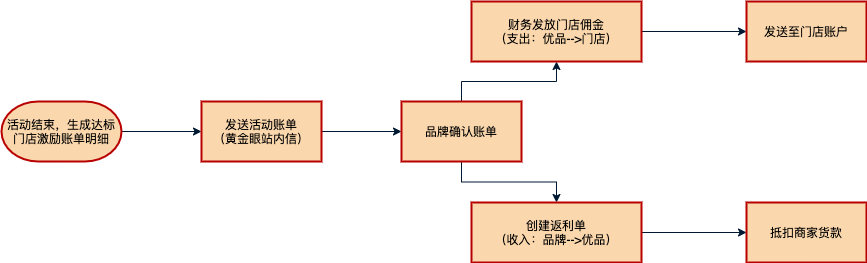 财务发放门店佣金
（支出：优品-->门店）
发送至门店账户
活动结束，生成达标
门店激励账单明细
发送活动账单
（黄金眼站内信）
品牌确认账单
创建返利单
（收入：品牌-->优品）
抵扣商家货款